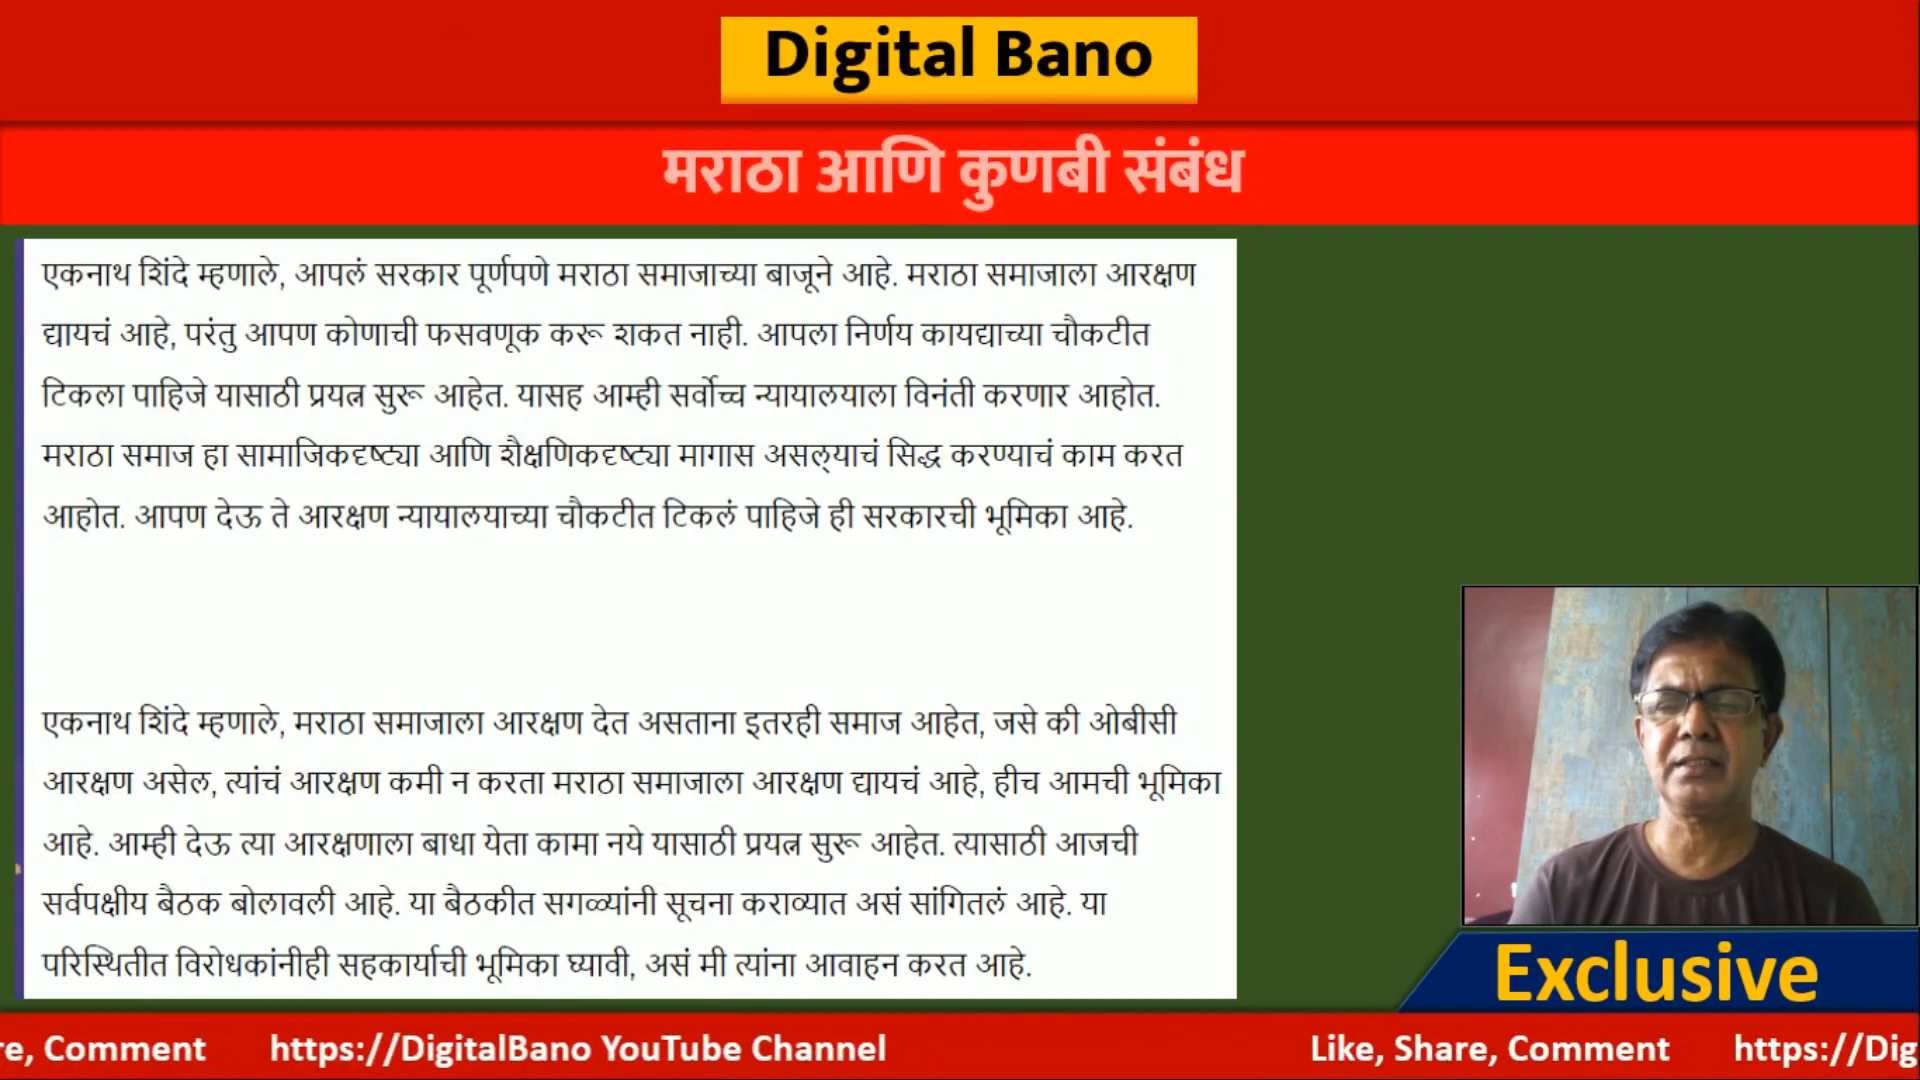 Digital Bano
मराठा आणि कुणबी संबंध
एकनाथ शिंदे म्हणाले, आपलं सरकार पूर्णपणे मराठा समाजाच्या बाजूने आहे. मराठा समाजाला आरक्षण
द्यायचं आहे, परंतु आपण कोणाची फसवणूक करू शकत नाही. आपला निर्णय कायद्याच्या चौकटीत
टिकला पाहिजे यासाठी प्रयत्न सुरू आहेत. यासह आम्ही सर्वोच्च न्यायालयाला विनंती करणार आहोत.
मराठा समाज हा सामाजिकदृष्ट्या आणि शैक्षणिकदृष्ट्या मागास असल्याचं सिद्ध करण्याचं काम करत
आहोत. आपण देऊ ते आरक्षण न्यायालयाच्या चौकटीत टिकलं पाहिजे ही सरकारची भूमिका आहे.
एकनाथ शिंदे म्हणाले, मराठा समाजाला आरक्षण देत असताना इतरही समाज आहेत, जसे की ओबीसी
आरक्षण असेल, त्यांचं आरक्षण कमी न करता मराठा समाजाला आरक्षण द्यायचं आहे, हीच आमची भूमिका
आहे. आम्ही देऊ त्या आरक्षणाला बाधा येता कामा नये यासाठी प्रयत्न सुरू आहेत. त्यासाठी आजची
सर्वपक्षीय बैठक बोलावली आहे. या बैठकीत सगळ्यांनी सूचना कराव्यात असं सांगितलं आहे. या
परिस्थितीत विरोधकांनीही सहकार्याची भूमिका घ्यावी, असं मी त्यांना आवाहन करत आहे.
Exclusive
re, Comment https://DigitalBano YouTube Channel Like, Share, Comment https://Dig